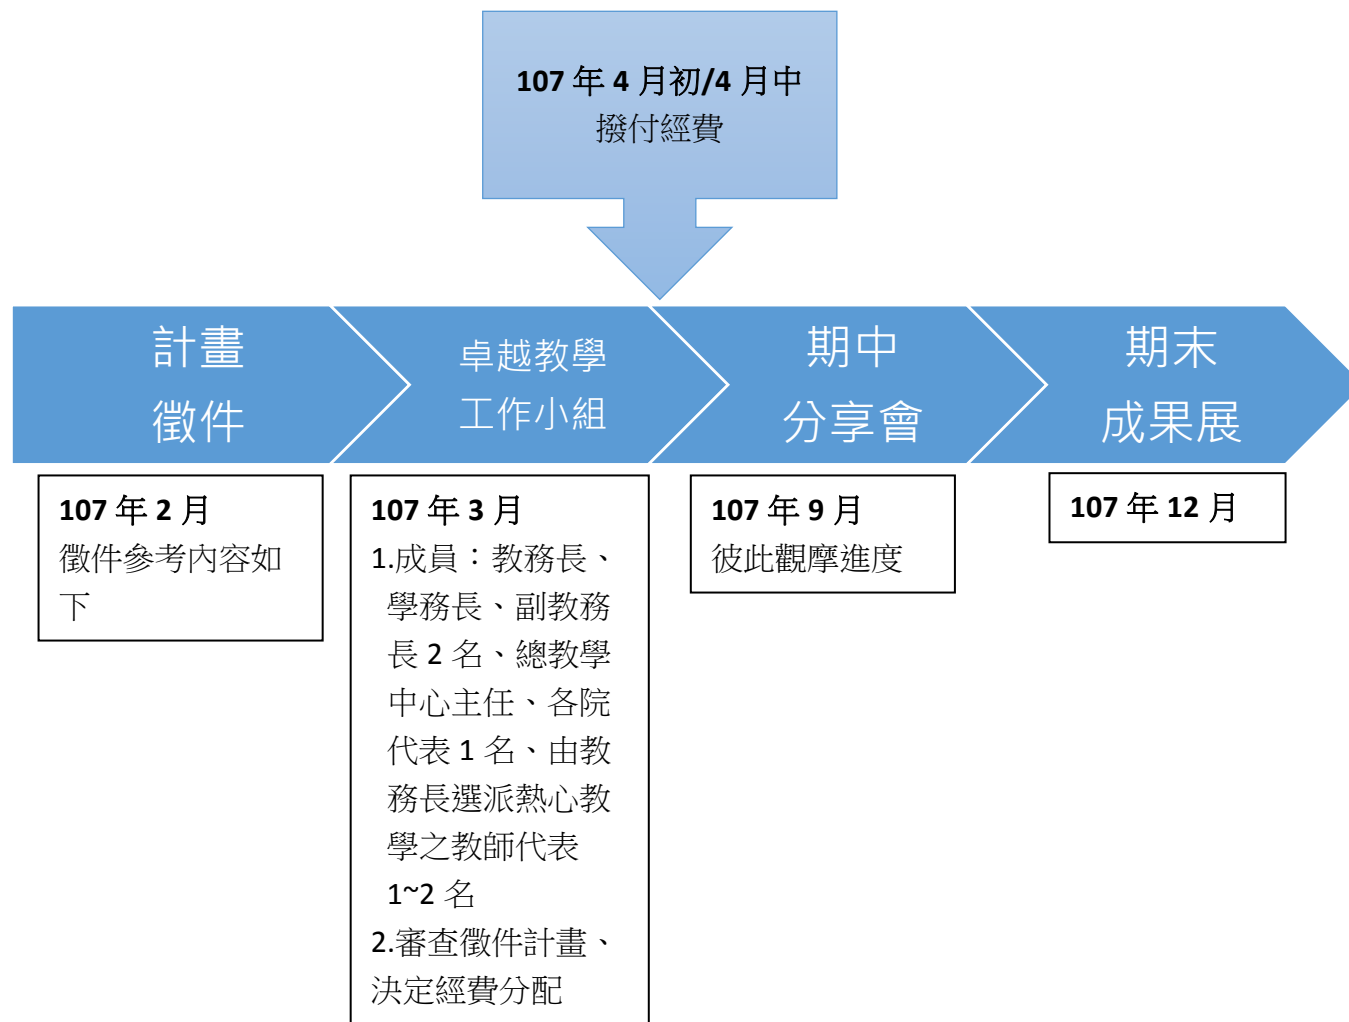 107 年 4 月初/4 月中
撥付經費
計畫
徵件
卓越教學
工作小組
期中
分享會
期末
成果展
107 年 2 月
徵件參考內容如
下
107 年 3 月
1.成員：教務長、
學務長、副教務
長 2 名、總教學
中心主任、各院
代表 1 名、由教
務長選派熱心教
學之教師代表
1~2 名
2.審查徵件計畫、
決定經費分配
107 年 9 月
彼此觀摩進度
107 年 12 月